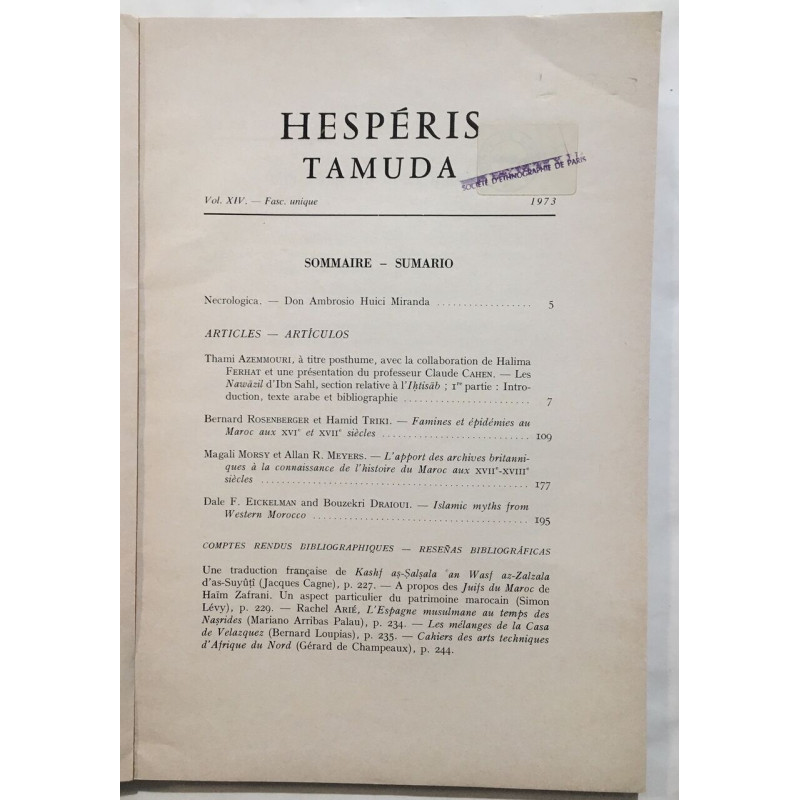 HESPÉRIS
TAMUDA
SOCIÉTÉ D'ETHNOGRAPHIE DE PARIS
Vol. XIV. — Fasc. unique 1973
SOMMAIRE – SUMARIO
Necrologica. — Don Ambrosio Huici Miranda .................. 5
ARTICLES — ARTÍCULOS
Thami AZEMMOURI, à titre posthume, avec la collaboration de Halima
FERHAT et une présentation du professeur Claude CAHEN. — Les
Nawāzil d'Ibn Sahl, section relative à l'Iḥtisāb ; 1re partie : Intro-
duction, texte arabe et bibliographie ........................ 7
Bernard ROSENBERGER et Hamid TRIKI. — Famines et épidémies au
Maroc aux XVIe et XVIIe siècles ........................... 109
Magali MORSY et Allan R. MEYERS. — L'apport des archives britanni-
ques à la connaissance de l'histoire du Maroc aux XVIIe-XVIIIe
siècles ................................................ 177
Dale F. EICKELMAN and Bouzekri DRAIOUI. — Islamic myths from
Western Morocco ....................................... 195
COMPTES RENDUS BIBLIOGRAPHIQUES — RESEÑAS BIBLIOGRÁFICAS
Une traduction française de Kashf aṣ-Ṣalṣala ʿan Waṣf az-Zalzala
d'as-Suyûṭî (Jacques Cagne), p. 227. — A propos des Juifs du Maroc de
Haïm Zafrani. Un aspect particulier du patrimoine marocain (Simon
Lévy), p. 229. — Rachel ARIÉ, L'Espagne musulmane au temps des
Naṣrides (Mariano Arribas Palau), p. 234. — Les mélanges de la Casa
de Velazquez (Bernard Loupias), p. 235. — Cahiers des arts techniques
d'Afrique du Nord (Gérard de Champeaux), p. 244.